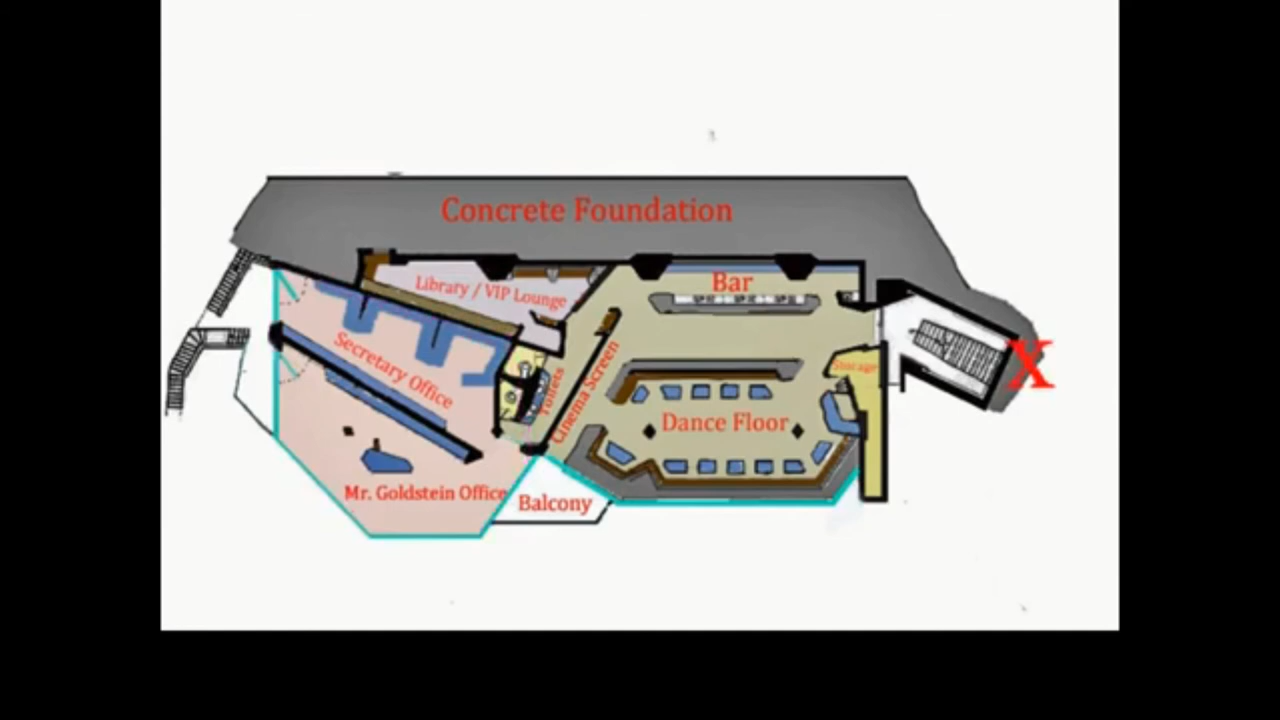 Concrete Foundation
Library / VIP Lounge
Bar
Secretary Office
Toilets
Cinema Screen
Storage
X
Dance Floor
Mr. Goldstein Office
Balcony